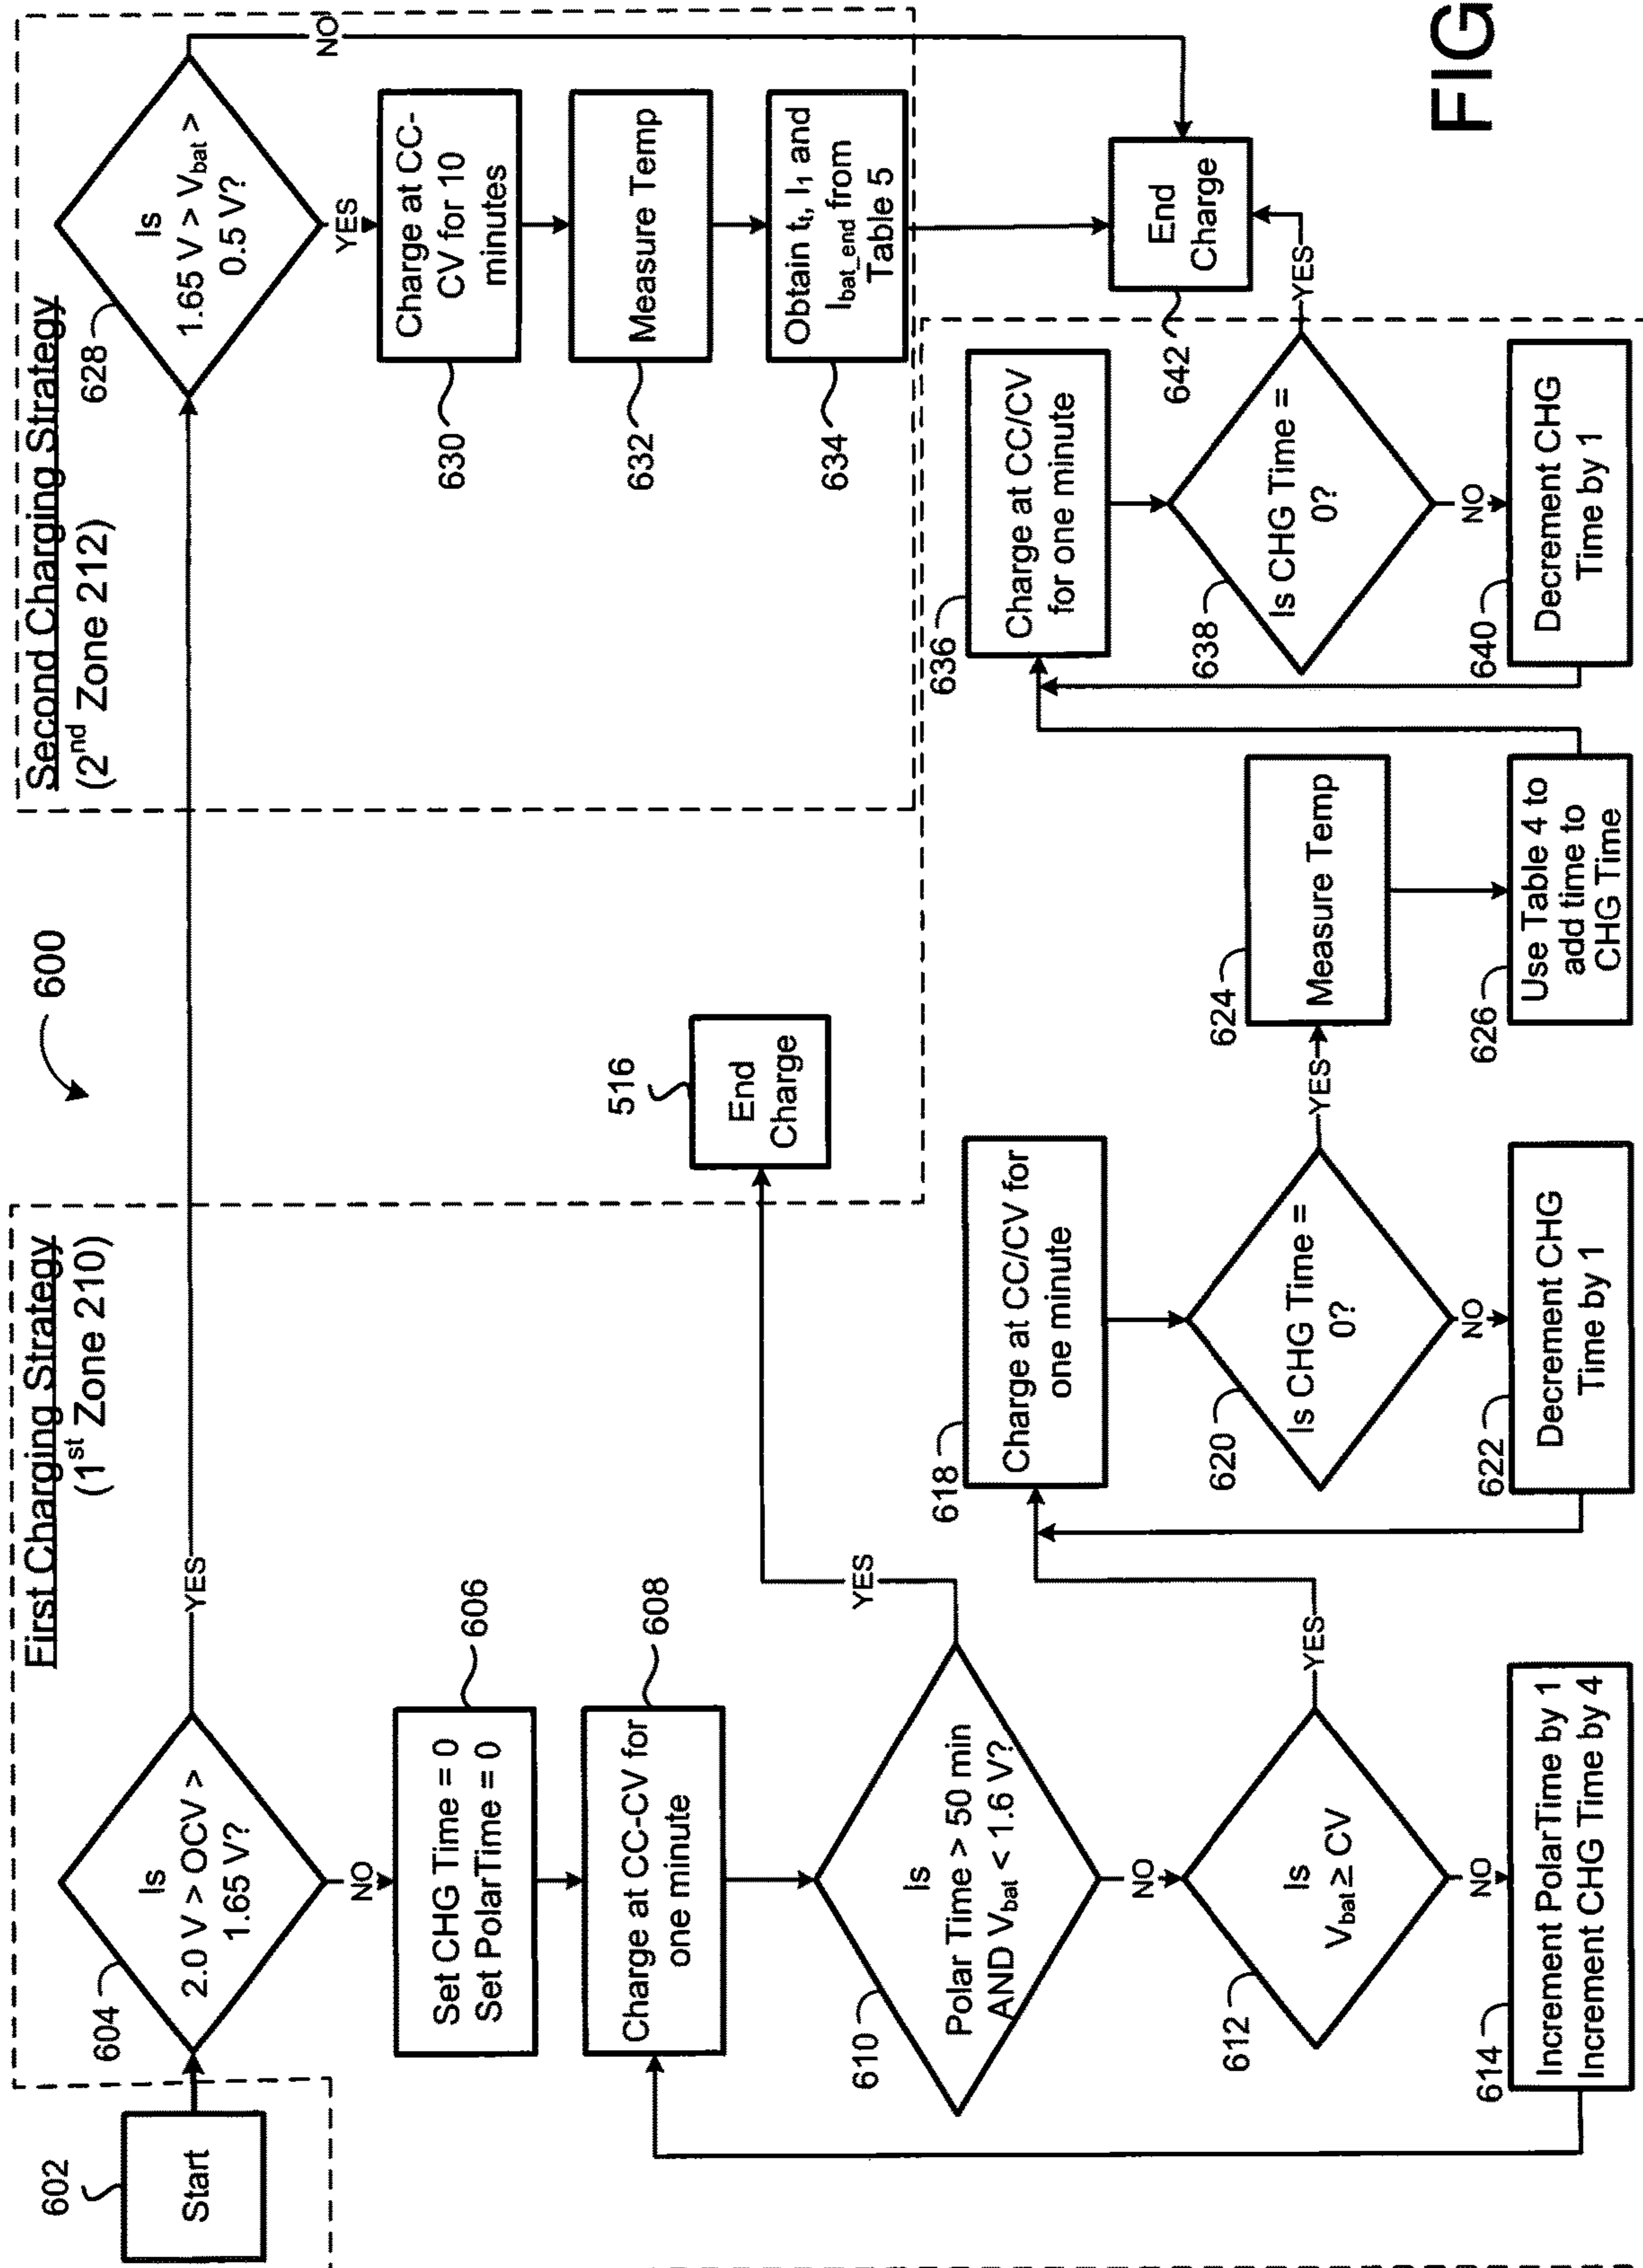 600
First Charging Strategy
(1st Zone 210)
602
Start
604
Is
2.0 V > OCV >
1.65 V?
YES
NO
606
Set CHG Time = 0
Set PolarTime = 0
608
Charge at CC-CV for
one minute
610
Is
Polar Time > 50 min
AND Vbat < 1.6 V?
YES
NO
516
End
Charge
612
Is
Vbat ≥ CV
YES
NO
614
Increment PolarTime by 1
Increment CHG Time by 4
618
Charge at CC/CV for
one minute
620
Is CHG Time =
0?
YES
NO
622
Decrement CHG
Time by 1
624
Measure Temp
626
Use Table 4 to
add time to
CHG Time
636
Charge at CC/CV
for one minute
638
Is CHG Time =
0?
YES
NO
640
Decrement CHG
Time by 1
Second Charging Strategy
(2nd Zone 212)
628
Is
1.65 V > Vbat >
0.5 V?
NO
YES
630
Charge at CC-
CV for 10
minutes
632
Measure Temp
634
Obtain tt, I1 and
Ibat_end from
Table 5
642
End
Charge
FIG